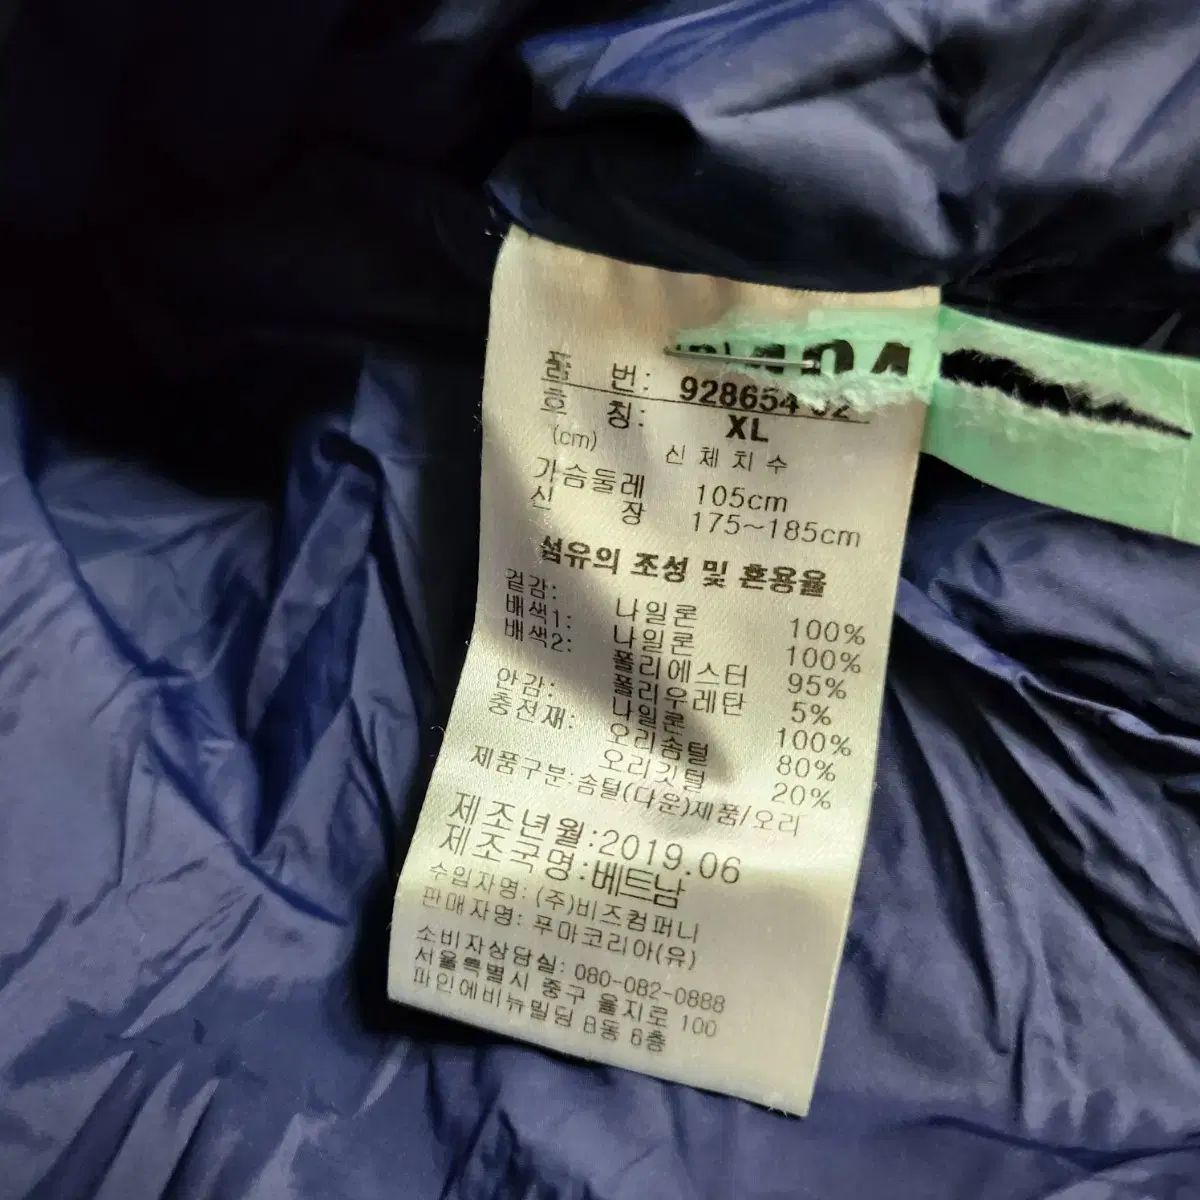 404
품 번: 928654 02
호 칭: XL
(cm) 신체치수
가슴둘레 105cm
신 장 175~185cm
섬유의 조성 및 혼용율
겉감: 나일론 100%
배색1: 나일론 100%
배색2: 폴리에스터 95%
폴리우레탄 5%
안감: 나일론 100%
충전재: 오리솜털 80%
오리깃털 20%
제품구분:솜털(다운)제품/오리
제조년월:2019.06
제조국명:베트남
수입자명: (주)비즈컴퍼니
판매자명: 푸마코리아(유)
소비자상담실: 080-082-0888
서울특별시 중구 을지로 100
파인에비뉴빌딩 B동 6층